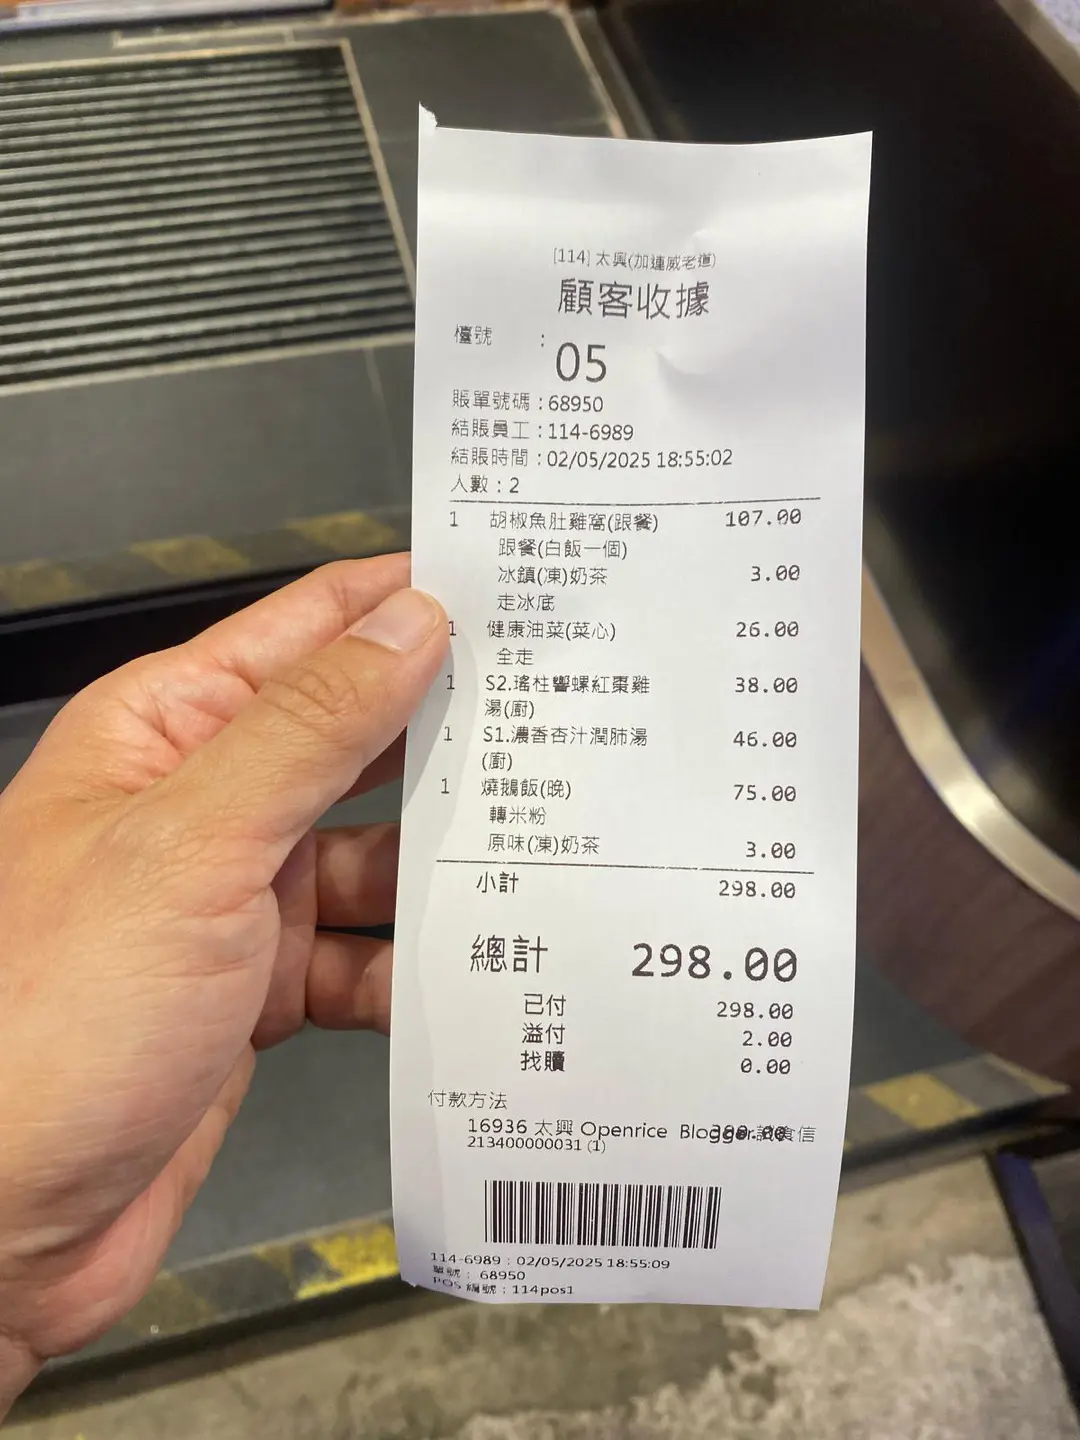 [114] 太興(加連威老道)
顧客收據
檯號 : 05
賬單號碼 : 68950
結賬員工 : 114-6989
結賬時間 : 02/05/2025 18:55:02
人數 : 2
1 胡椒魚肚雞窩(跟餐) 107.00
跟餐(白飯一個)
冰鎮(凍)奶茶 3.00
走冰底
1 健康油菜(菜心) 26.00
全走
1 S2.瑤柱響螺紅棗雞 38.00
湯(廚)
1 S1.濃香杏汁潤肺湯 46.00
(廚)
1 燒鵝飯(晚) 75.00
轉米粉
原味(凍)奶茶 3.00
小計 298.00
總計 298.00
已付 298.00
溢付 2.00
找贖 0.00
付款方法
16936 太興 Openrice Blogger 食信 300.00
213400000031 (1)
114-6989 : 02/05/2025 18:55:09
單號 : 68950
POS 編號 : 114pos1